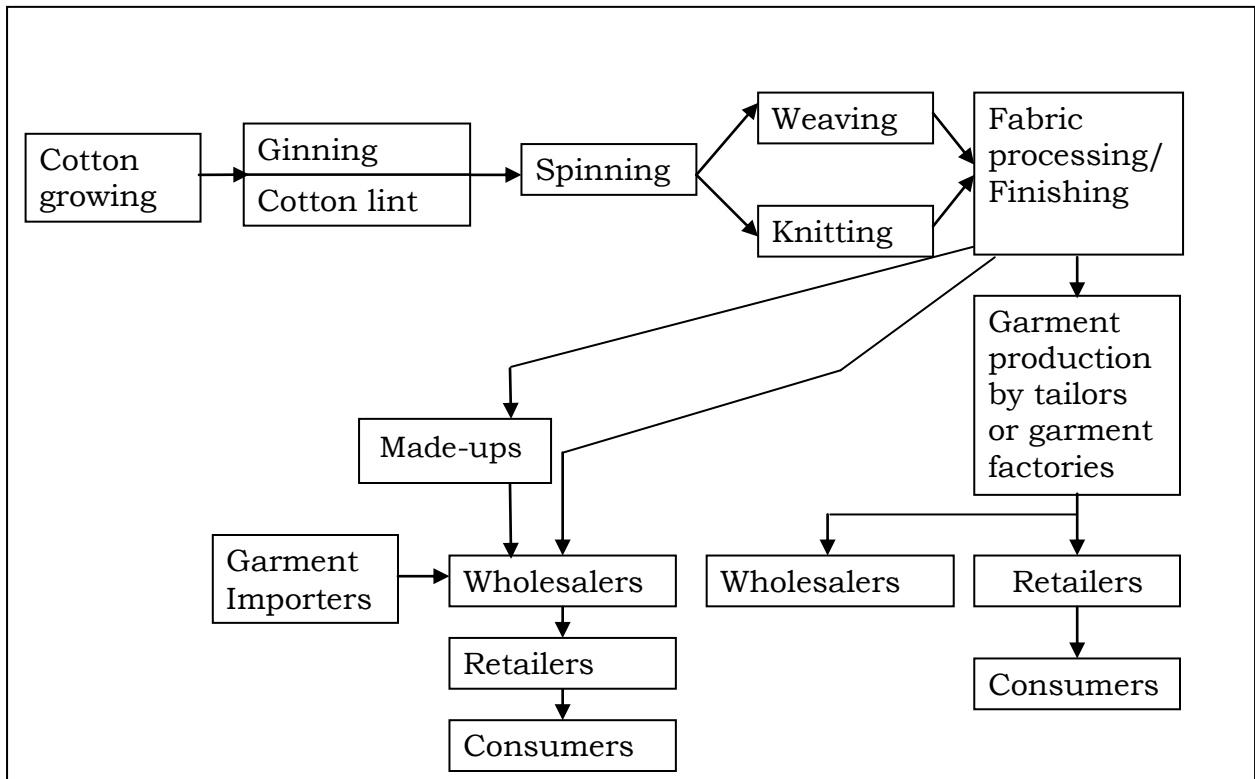 Cotton
growing
Ginning
Cotton lint
Spinning
Weaving
Knitting
Fabric
processing/
Finishing
Garment
production
by tailors
or garment
factories
Made-ups
Garment
Importers
Wholesalers
Wholesalers
Retailers
Retailers
Consumers
Consumers